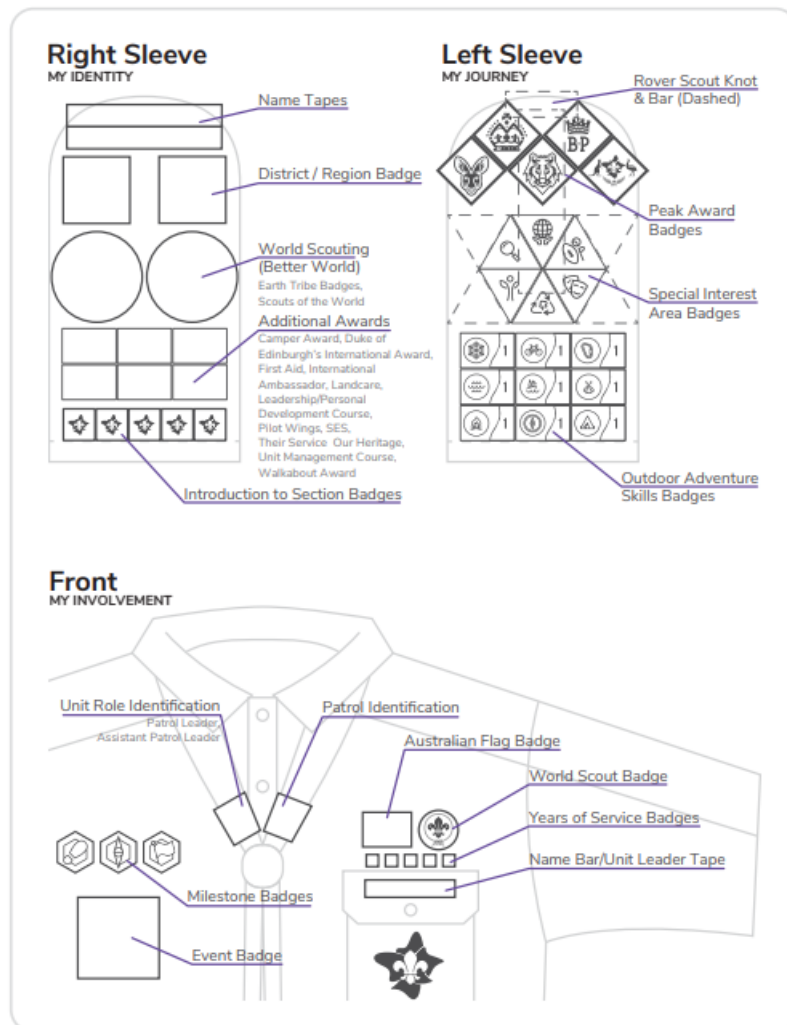 Right Sleeve
MY IDENTITY
Name Tapes
District / Region Badge
World Scouting
(Better World)
Earth Tribe Badges,
Scouts of the World
Additional Awards
Camper Award, Duke of
Edinburgh's International Award,
First Aid, International
Ambassador, Landcare,
Leadership/Personal
Development Course,
Pilot Wings, SES,
Their Service Our Heritage,
Unit Management Course,
Walkabout Award
Introduction to Section Badges
Left Sleeve
MY JOURNEY
Rover Scout Knot
& Bar (Dashed)
B·P
Peak Award
Badges
Special Interest
Area Badges
1 1 1
1 1 1
1 1 1
Outdoor Adventure
Skills Badges
Front
MY INVOLVEMENT
Unit Role Identification
Patrol Leader,
Assistant Patrol Leader
Patrol Identification
Australian Flag Badge
World Scout Badge
Years of Service Badges
Name Bar/Unit Leader Tape
Milestone Badges
Event Badge